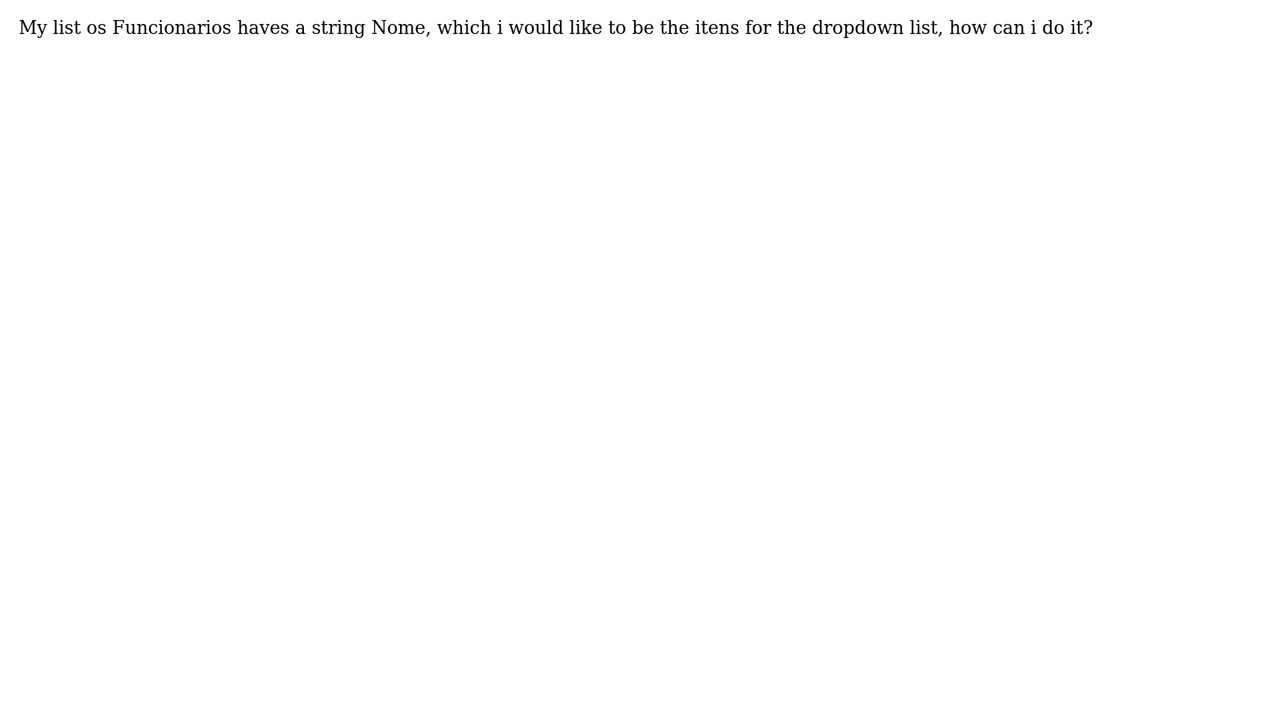 My list os Funcionarios haves a string Nome, which i would like to be the itens for the dropdown list, how can i do it?